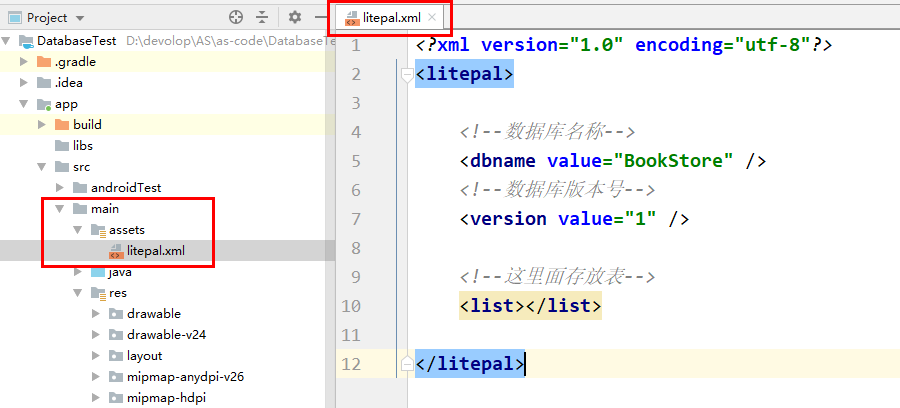 Project
DatabaseTest D:\devolop\AS\as-code\DatabaseTe
.gradle
.idea
app
build
libs
src
androidTest
main
assets
litepal.xml
java
res
drawable
drawable-v24
layout
mipmap-anydpi-v26
mipmap-hdpi
litepal.xml
1 <?xml version="1.0" encoding="utf-8"?>
2 <litepal>
3
4 <!--数据库名称-->
5 <dbname value="BookStore" />
6 <!--数据库版本号-->
7 <version value="1" />
8
9 <!--这里面存放表-->
10 <list></list>
11
12 </litepal>